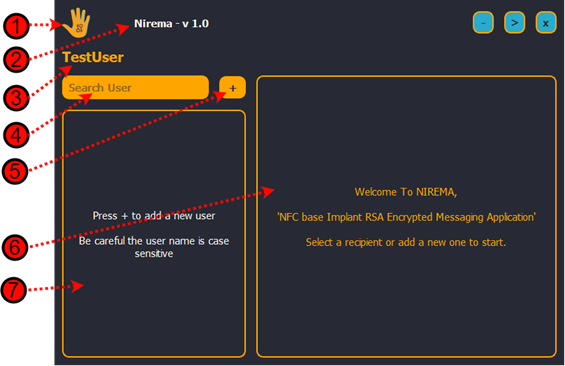 1
2
3
4
5
6
7
Nirema - v 1.0
- > x
TestUser
Search User
+
Press + to add a new user
Be careful the user name is case
sensitive
Welcome To NIREMA,
'NFC base Implant RSA Encrypted Messaging Application'
Select a recipient or add a new one to start.